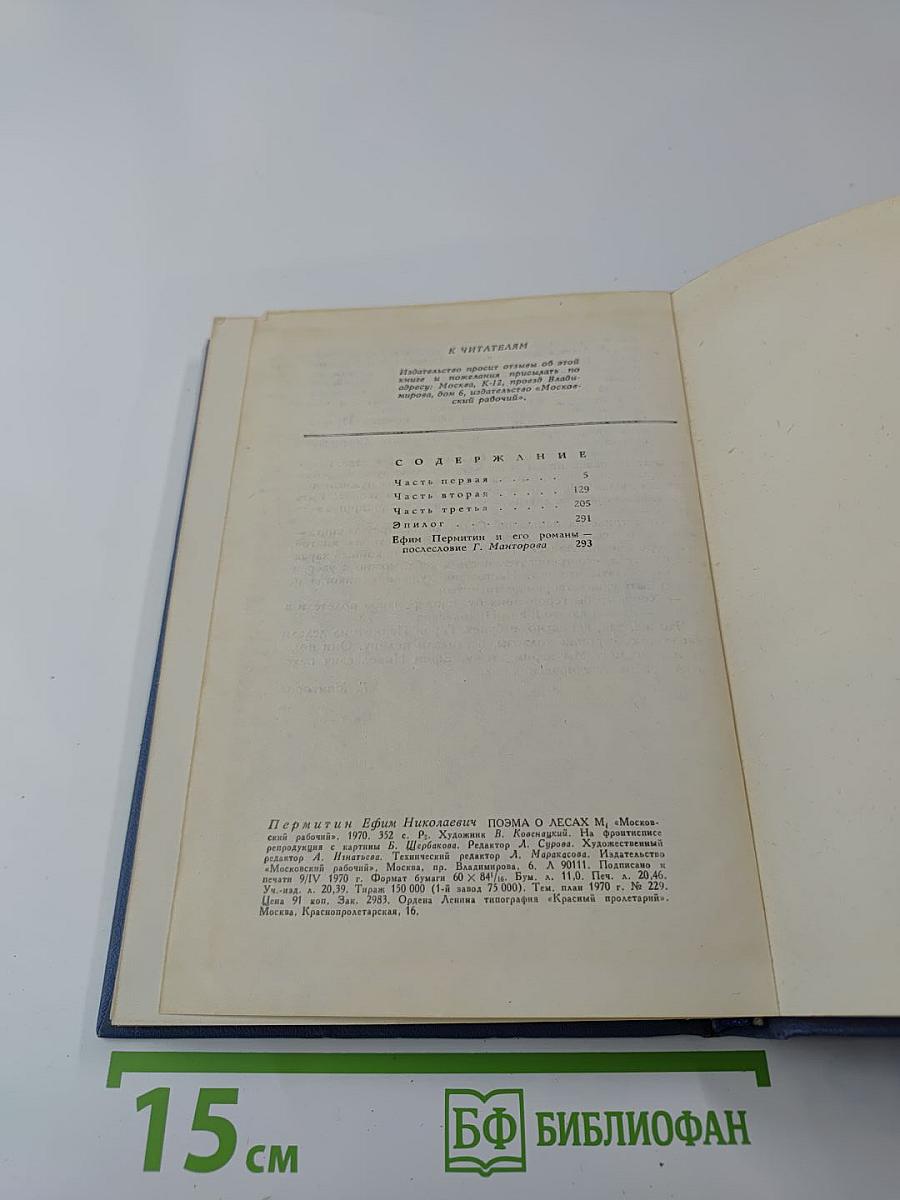 К ЧИТАТЕЛЯМ
Издательство просит отзывы об этой
книге и пожелания присылать по
адресу: Москва, К-12, проезд Влади-
мирова, дом 6, издательство «Москов-
ский рабочий».
СОДЕРЖАНИЕ
Часть первая . . . . . 5
Часть вторая . . . . . 129
Часть третья . . . . . 205
Эпилог . . . . . . . . 291
Ефим Пермитин и его романы —
послесловие Г. Манторова 293
Пермитин Ефим Николаевич ПОЭМА О ЛЕСАХ М, «Москов-
ский рабочий», 1970. 352 с. Р2. Художник В. Ковенацкий. На фронтисписе
репродукция с картины Б. Щербакова. Редактор Л. Сурова. Художественный
редактор А. Игнатьева. Технический редактор Л. Маракасова. Издательство
«Московский рабочий», Москва, пр. Владимирова, 6. Л 90111. Подписано к
печати 9/IV 1970 г. Формат бумаги 60 × 84¹/₁₆. Бум. л. 11,0. Печ. л. 20,46.
Уч.-изд. л. 20,39. Тираж 150 000 (1-й завод 75 000). Тем. план 1970 г. № 229.
Цена 91 коп. Зак. 2983. Ордена Ленина типография «Красный пролетарий».
Москва, Краснопролетарская, 16.
15 см
БФ БИБЛИОФАН